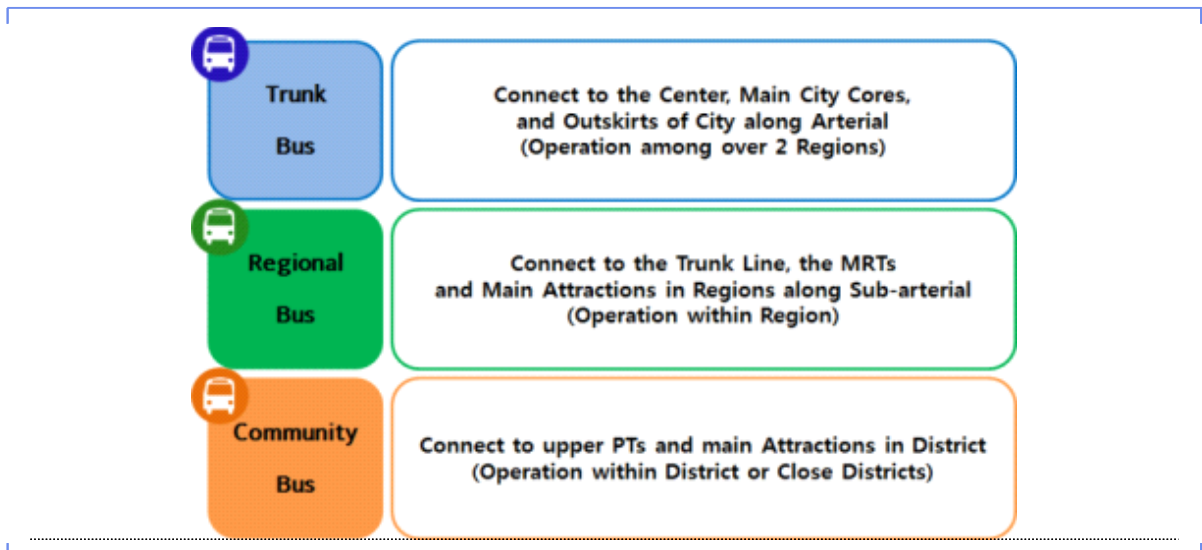 Trunk
Bus
Connect to the Center, Main City Cores,
and Outskirts of City along Arterial
(Operation among over 2 Regions)
Regional
Bus
Connect to the Trunk Line, the MRTs
and Main Attractions in Regions along Sub-arterial
(Operation within Region)
Community
Bus
Connect to upper PTs and main Attractions in District
(Operation within District or Close Districts)